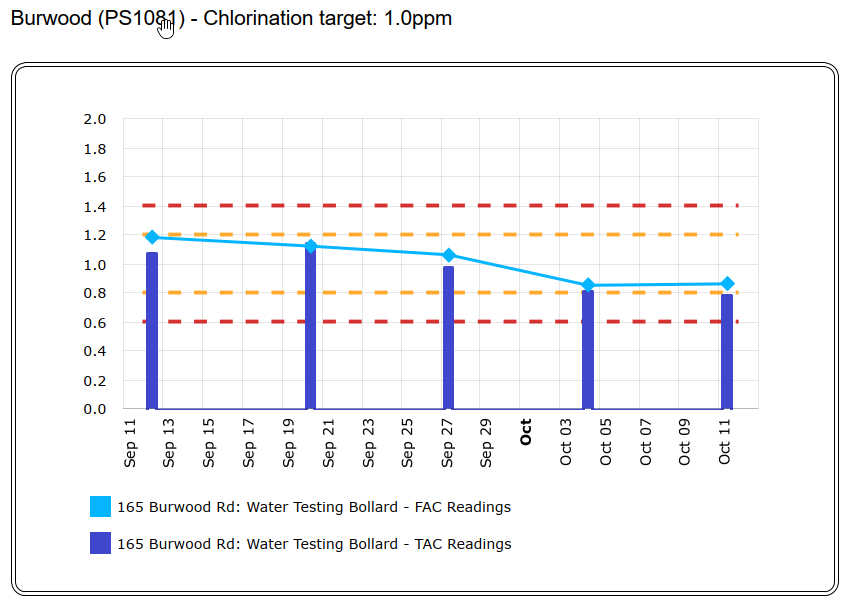 Burwood (PS1081) - Chlorination target: 1.0ppm
2.0
1.8
1.6
1.4
1.2
1.0
0.8
0.6
0.4
0.2
0.0
Sep 11
Sep 13
Sep 15
Sep 17
Sep 19
Sep 21
Sep 23
Sep 25
Sep 27
Sep 29
Oct
Oct 03
Oct 05
Oct 07
Oct 09
Oct 11
165 Burwood Rd: Water Testing Bollard - FAC Readings
165 Burwood Rd: Water Testing Bollard - TAC Readings